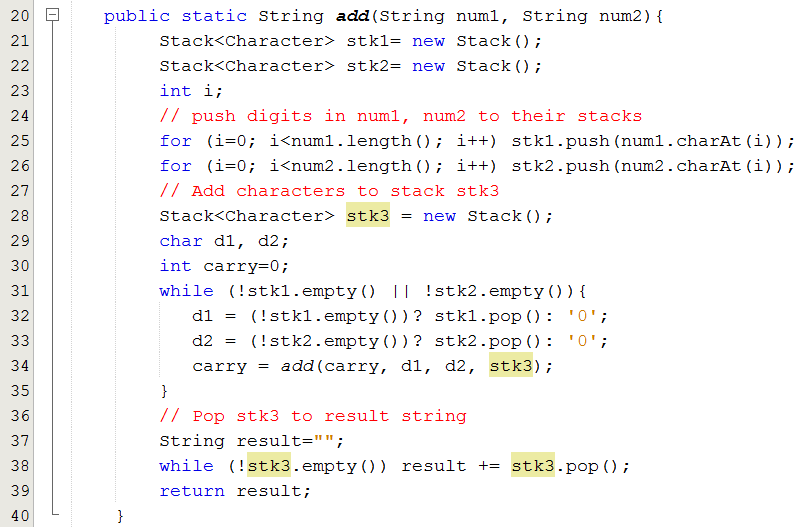 20 public static String add(String num1, String num2){
21 Stack<Character> stk1= new Stack();
22 Stack<Character> stk2= new Stack();
23 int i;
24 // push digits in num1, num2 to their stacks
25 for (i=0; i<num1.length(); i++) stk1.push(num1.charAt(i));
26 for (i=0; i<num2.length(); i++) stk2.push(num2.charAt(i));
27 // Add characters to stack stk3
28 Stack<Character> stk3 = new Stack();
29 char d1, d2;
30 int carry=0;
31 while (!stk1.empty() || !stk2.empty()){
32 d1 = (!stk1.empty())? stk1.pop(): '0';
33 d2 = (!stk2.empty())? stk2.pop(): '0';
34 carry = add(carry, d1, d2, stk3);
35 }
36 // Pop stk3 to result string
37 String result="";
38 while (!stk3.empty()) result += stk3.pop();
39 return result;
40 }